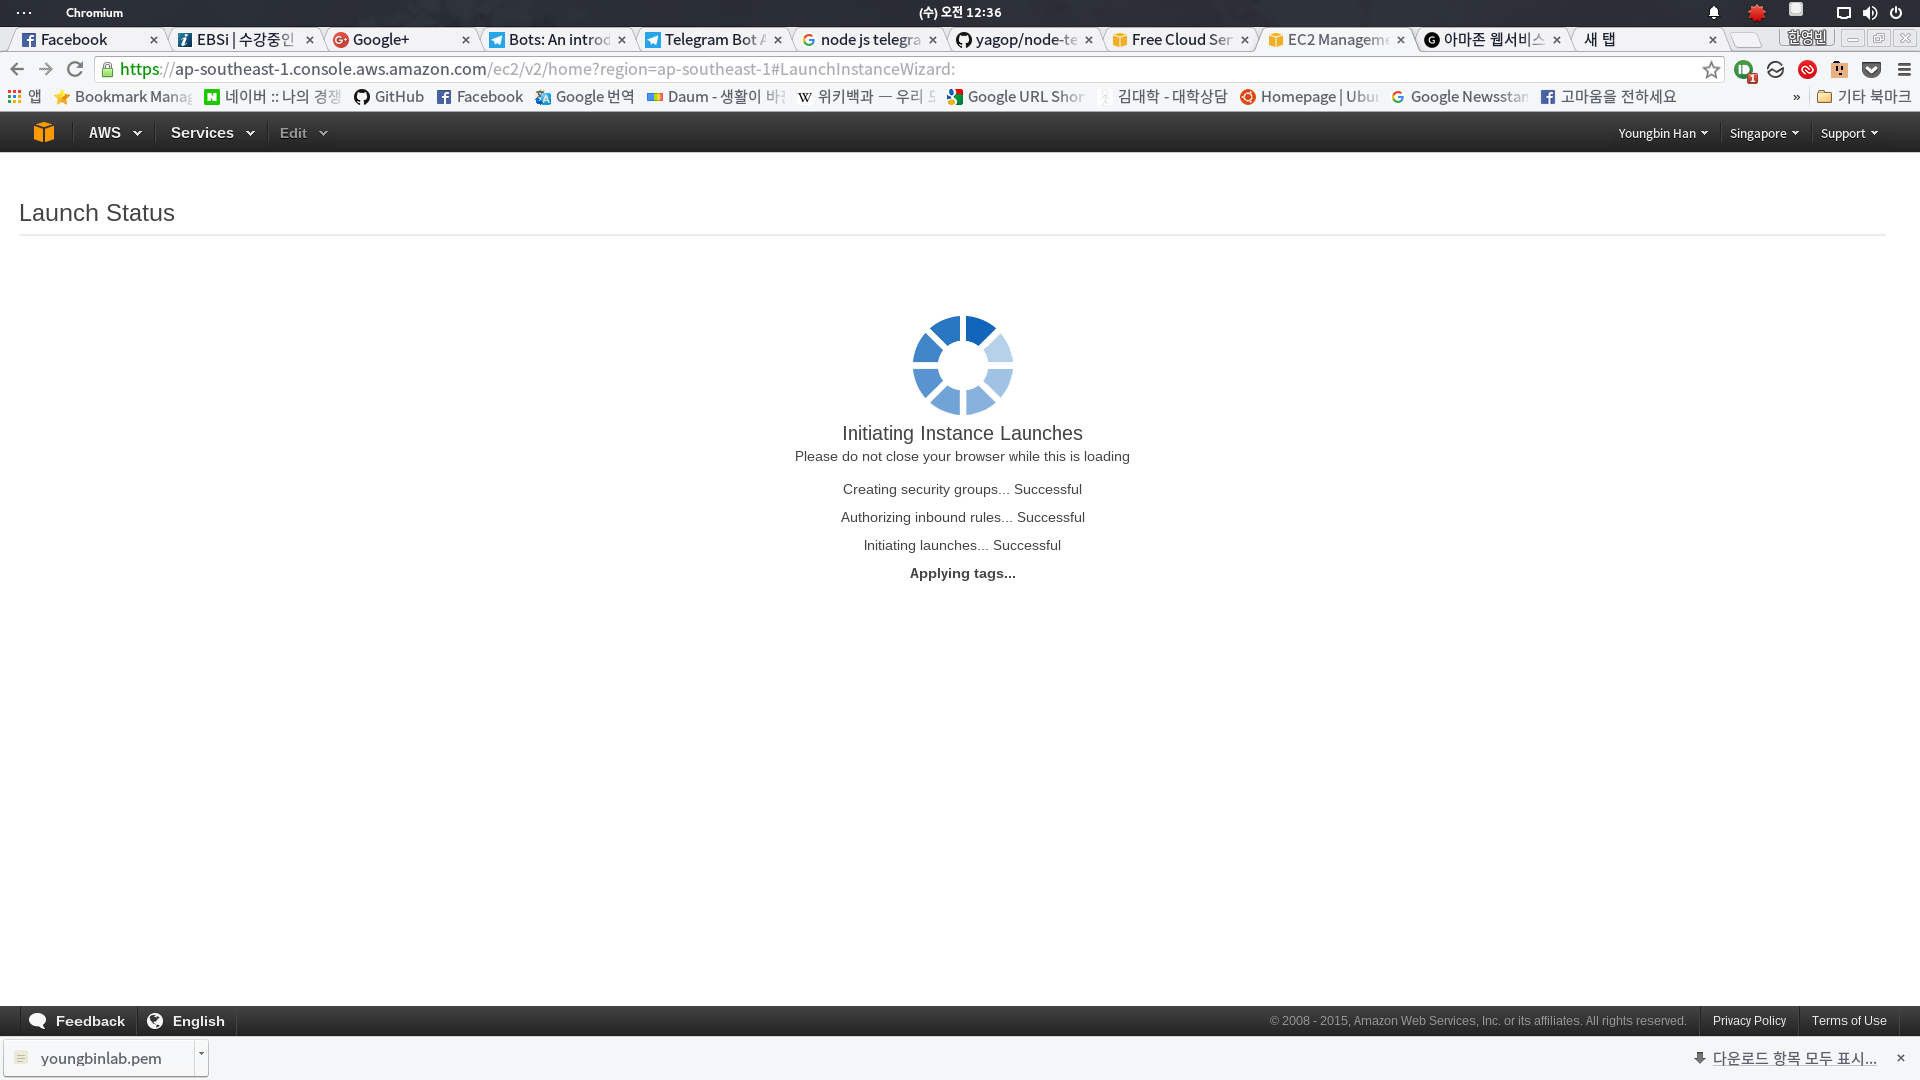 Chromium
(수) 오전 12:36
Facebook
EBSi | 수강중인
Google+
Bots: An introd
Telegram Bot A
node js telegra
yagop/node-te
Free Cloud Ser
EC2 Manageme
아마존 웹서비스
새 탭
한영빈
https://ap-southeast-1.console.aws.amazon.com/ec2/v2/home?region=ap-southeast-1#LaunchInstanceWizard:
1
앱
Bookmark Manag
네이버 :: 나의 경쟁
GitHub
Facebook
Google 번역
Daum - 생활이 바
위키백과 — 우리
Google URL Shor
김대학 - 대학상담
Homepage | Ubu
Google Newsstan
고마움을 전하세요
»
기타 북마크
AWS
Services
Edit
Youngbin Han
Singapore
Support
Launch Status
Initiating Instance Launches
Please do not close your browser while this is loading
Creating security groups... Successful
Authorizing inbound rules... Successful
Initiating launches... Successful
Applying tags...
Feedback
English
© 2008 - 2015, Amazon Web Services, Inc. or its affiliates. All rights reserved.
Privacy Policy
Terms of Use
youngbinlab.pem
다운로드 항목 모두 표시...